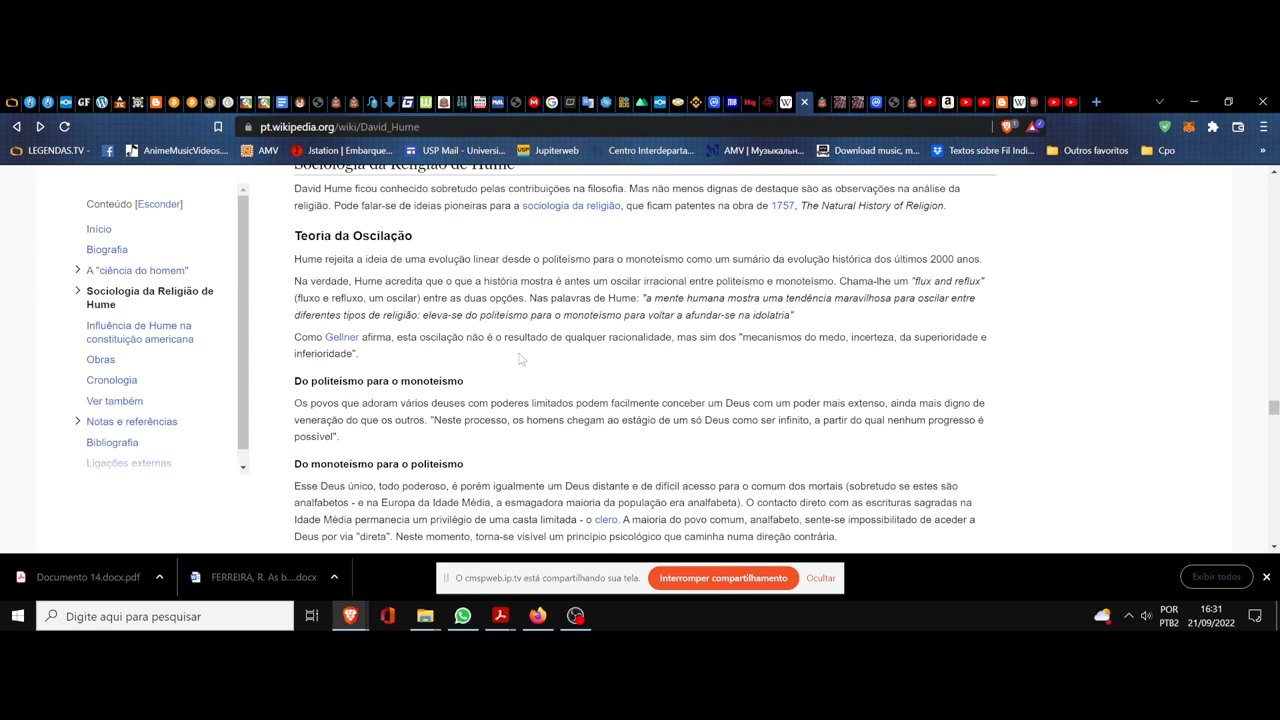 pt.wikipedia.org/wiki/David_Hume
LEGENDAS.TV - AnimeMusicVideos... AMV Jstation | Embarque... USP Mail - Universi... Jupiterweb Centro Interdeparta... AMV | Музыкальн... Download music, m... Textos sobre Fil Indi... Outros favoritos Cpo
Sociologia da Religião de Hume
David Hume ficou conhecido sobretudo pelas contribuições na filosofia. Mas não menos dignas de destaque são as observações na análise da
religião. Pode falar-se de ideias pioneiras para a sociologia da religião, que ficam patentes na obra de 1757, The Natural History of Religion.
Conteúdo [Esconder]
Início
Biografia
A "ciência do homem"
Sociologia da Religião de
Hume
Influência de Hume na
constituição americana
Obras
Cronologia
Ver também
Notas e referências
Bibliografia
Ligações externas
Teoria da Oscilação
Hume rejeita a ideia de uma evolução linear desde o politeísmo para o monoteísmo como um sumário da evolução histórica dos últimos 2000 anos.
Na verdade, Hume acredita que o que a história mostra é antes um oscilar irracional entre politeísmo e monoteísmo. Chama-lhe um "flux and reflux"
(fluxo e refluxo, um oscilar) entre as duas opções. Nas palavras de Hume: "a mente humana mostra uma tendência maravilhosa para oscilar entre
diferentes tipos de religião: eleva-se do politeísmo para o monoteísmo para voltar a afundar-se na idolatria"
Como Gellner afirma, esta oscilação não é o resultado de qualquer racionalidade, mas sim dos "mecanismos do medo, incerteza, da superioridade e
inferioridade".
Do politeísmo para o monoteísmo
Os povos que adoram vários deuses com poderes limitados podem facilmente conceber um Deus com um poder mais extenso, ainda mais digno de
veneração do que os outros. "Neste processo, os homens chegam ao estágio de um só Deus como ser infinito, a partir do qual nenhum progresso é
possível".
Do monoteísmo para o politeísmo
Esse Deus único, todo poderoso, é porém igualmente um Deus distante e de difícil acesso para o comum dos mortais (sobretudo se estes são
analfabetos - e na Europa da Idade Média, a esmagadora maioria da população era analfabeta). O contacto direto com as escrituras sagradas na
Idade Média permanecia um privilégio de uma casta limitada - o clero. A maioria do povo comum, analfabeto, sente-se impossibilitado de aceder a
Deus por via "direta". Neste momento, torna-se visível um princípio psicológico que caminha numa direção contrária.
Documento 14.docx.pdf FERREIRA, R. As b....docx O cmspweb.ip.tv está compartilhando sua tela. Interromper compartilhamento Ocultar Exibir todos
Digite aqui para pesquisar
POR 16:31
PTB2 21/09/2022